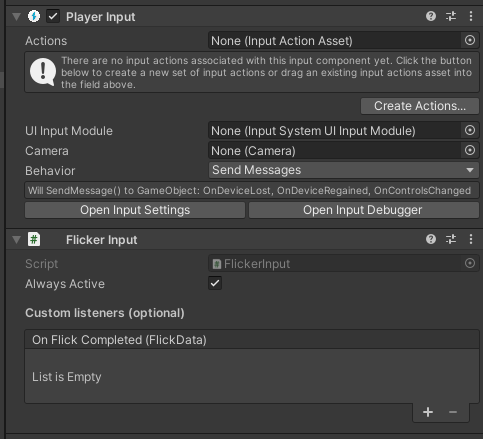 Player Input
Actions None (Input Action Asset)
There are no input actions associated with this input component yet. Click the button
below to create a new set of input actions or drag an existing input actions asset into
the field above.
Create Actions...
UI Input Module None (Input System UI Input Module)
Camera None (Camera)
Behavior Send Messages
Will SendMessage() to GameObject: OnDeviceLost, OnDeviceRegained, OnControlsChanged
Open Input Settings Open Input Debugger
Flicker Input
Script FlickerInput
Always Active
Custom listeners (optional)
On Flick Completed (FlickData)
List is Empty